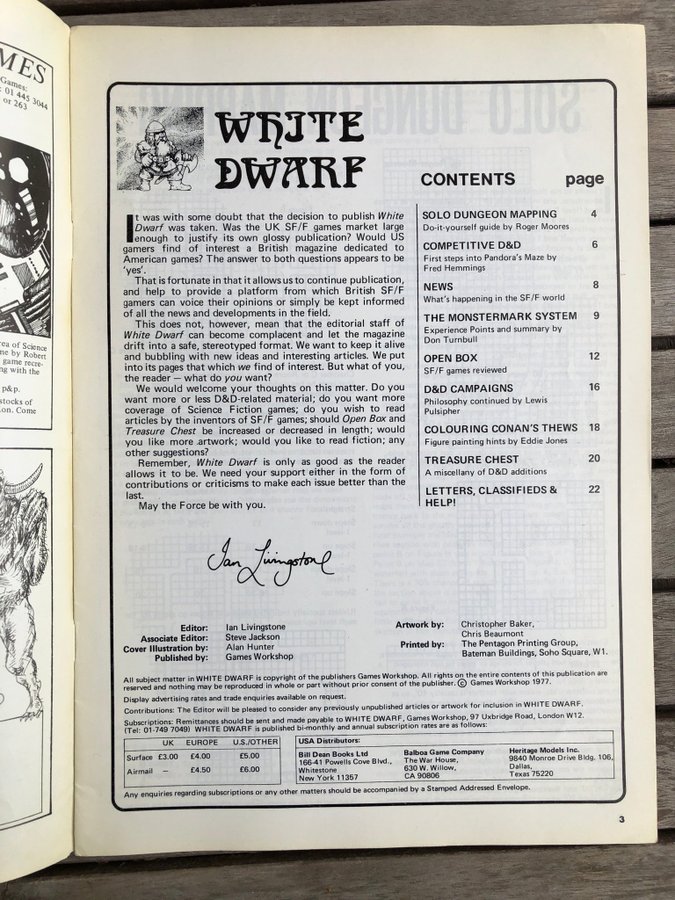 MES
Games:
: 01 445 3044
or 263
rea of Science
me by Robert
game recre-
ng with the
p&p.
stocks of
on. Come
WHITE
DWARF
It was with some doubt that the decision to publish White
Dwarf was taken. Was the UK SF/F games market large
enough to justify its own glossy publication? Would US
gamers find of interest a British magazine dedicated to
American games? The answer to both questions appears to be
'yes'.
That is fortunate in that it allows us to continue publication,
and help to provide a platform from which British SF/F
gamers can voice their opinions or simply be kept informed
of all the news and developments in the field.
This does not, however, mean that the editorial staff of
White Dwarf can become complacent and let the magazine
drift into a safe, stereotyped format. We want to keep it alive
and bubbling with new ideas and interesting articles. We put
into its pages that which we find of interest. But what of you,
the reader — what do you want?
We would welcome your thoughts on this matter. Do you
want more or less D&D-related material; do you want more
coverage of Science Fiction games; do you wish to read
articles by the inventors of SF/F games; should Open Box and
Treasure Chest be increased or decreased in length; would
you like more artwork; would you like to read fiction; any
other suggestions?
Remember, White Dwarf is only as good as the reader
allows it to be. We need your support either in the form of
contributions or criticisms to make each issue better than the
last.
May the Force be with you.
Ian Livingstone
CONTENTS page
SOLO DUNGEON MAPPING 4
Do-it-yourself guide by Roger Moores
COMPETITIVE D&D 6
First steps into Pandora's Maze by
Fred Hemmings
NEWS 8
What's happening in the SF/F world
THE MONSTERMARK SYSTEM 9
Experience Points and summary by
Don Turnbull
OPEN BOX 12
SF/F games reviewed
D&D CAMPAIGNS 16
Philosophy continued by Lewis
Pulsipher
COLOURING CONAN'S THEWS 18
Figure painting hints by Eddie Jones
TREASURE CHEST 20
A miscellany of D&D additions
LETTERS, CLASSIFIEDS & 22
HELP!
Editor: Ian Livingstone
Associate Editor: Steve Jackson
Cover Illustration by: Alan Hunter
Published by: Games Workshop
Artwork by: Christopher Baker,
Chris Beaumont
Printed by: The Pentagon Printing Group,
Bateman Buildings, Soho Square, W1.
All subject matter in WHITE DWARF is copyright of the publishers Games Workshop. All rights on the entire contents of this publication are
reserved and nothing may be reproduced in whole or part without prior consent of the publisher. © Games Workshop 1977.
Display advertising rates and trade enquiries available on request.
Contributions: The Editor will be pleased to consider any previously unpublished articles or artwork for inclusion in WHITE DWARF.
Subscriptions: Remittances should be sent and made payable to WHITE DWARF, Games Workshop, 97 Uxbridge Road, London W12.
(Tel: 01-749 7049) WHITE DWARF is published bi-monthly and annual subscription rates are as follows:
UK EUROPE U.S./OTHER
Surface £3.00 £4.00 £5.00
Airmail — £4.50 £6.00
USA Distributors:
Bill Dean Books Ltd
166-41 Powells Cove Blvd.,
Whitestone
New York 11357
Balboa Game Company
The War House,
630 W. Willow,
CA 90806
Heritage Models Inc.
9840 Monroe Drive Bldg. 106,
Dallas,
Texas 75220
Any enquiries regarding subscriptions or any other matters should be accompanied by a Stamped Addressed Envelope.
3